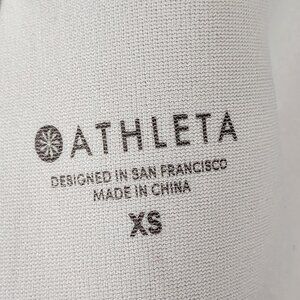 ATHLETA
DESIGNED IN SAN FRANCISCO
MADE IN CHINA
XS